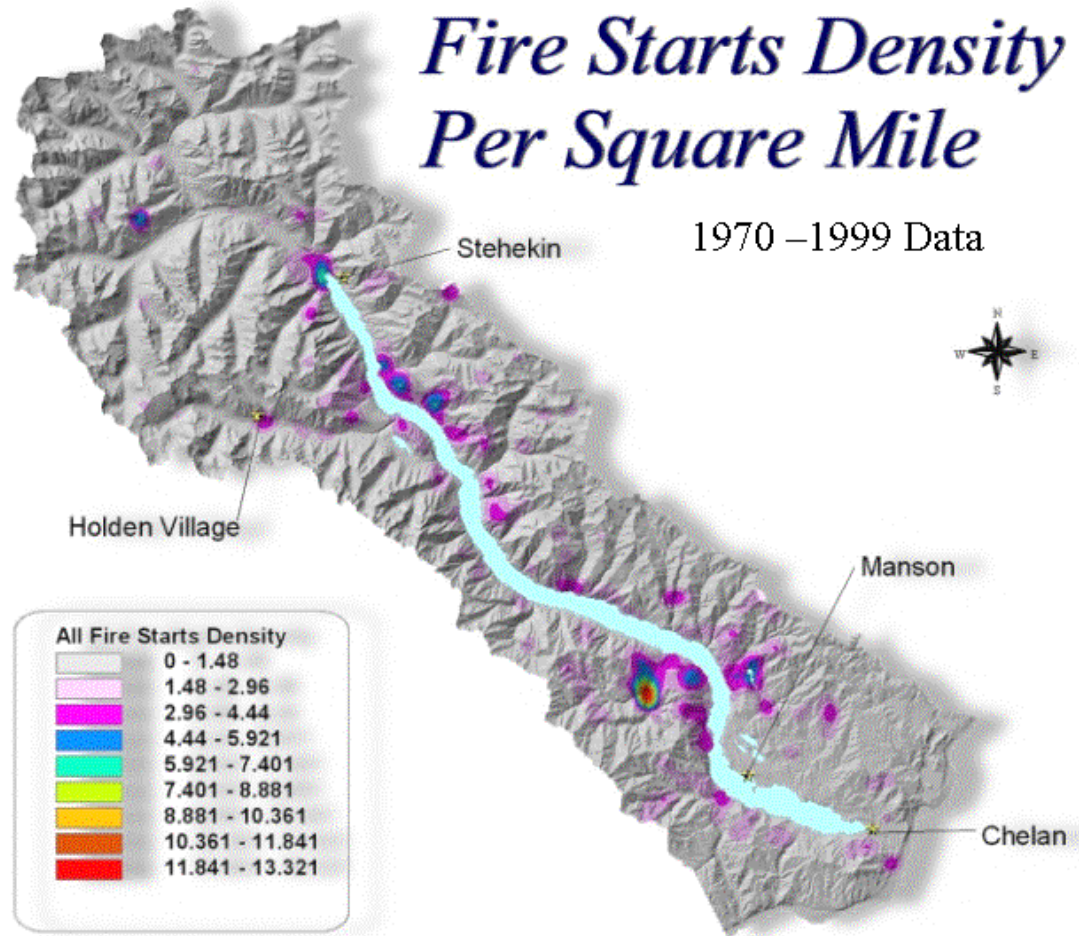 Fire Starts Density
Per Square Mile
1970 –1999 Data
Stehekin
N
W E
S
Holden Village
Manson
All Fire Starts Density
0 - 1.48
1.48 - 2.96
2.96 - 4.44
4.44 - 5.921
5.921 - 7.401
7.401 - 8.881
8.881 - 10.361
10.361 - 11.841
11.841 - 13.321
Chelan